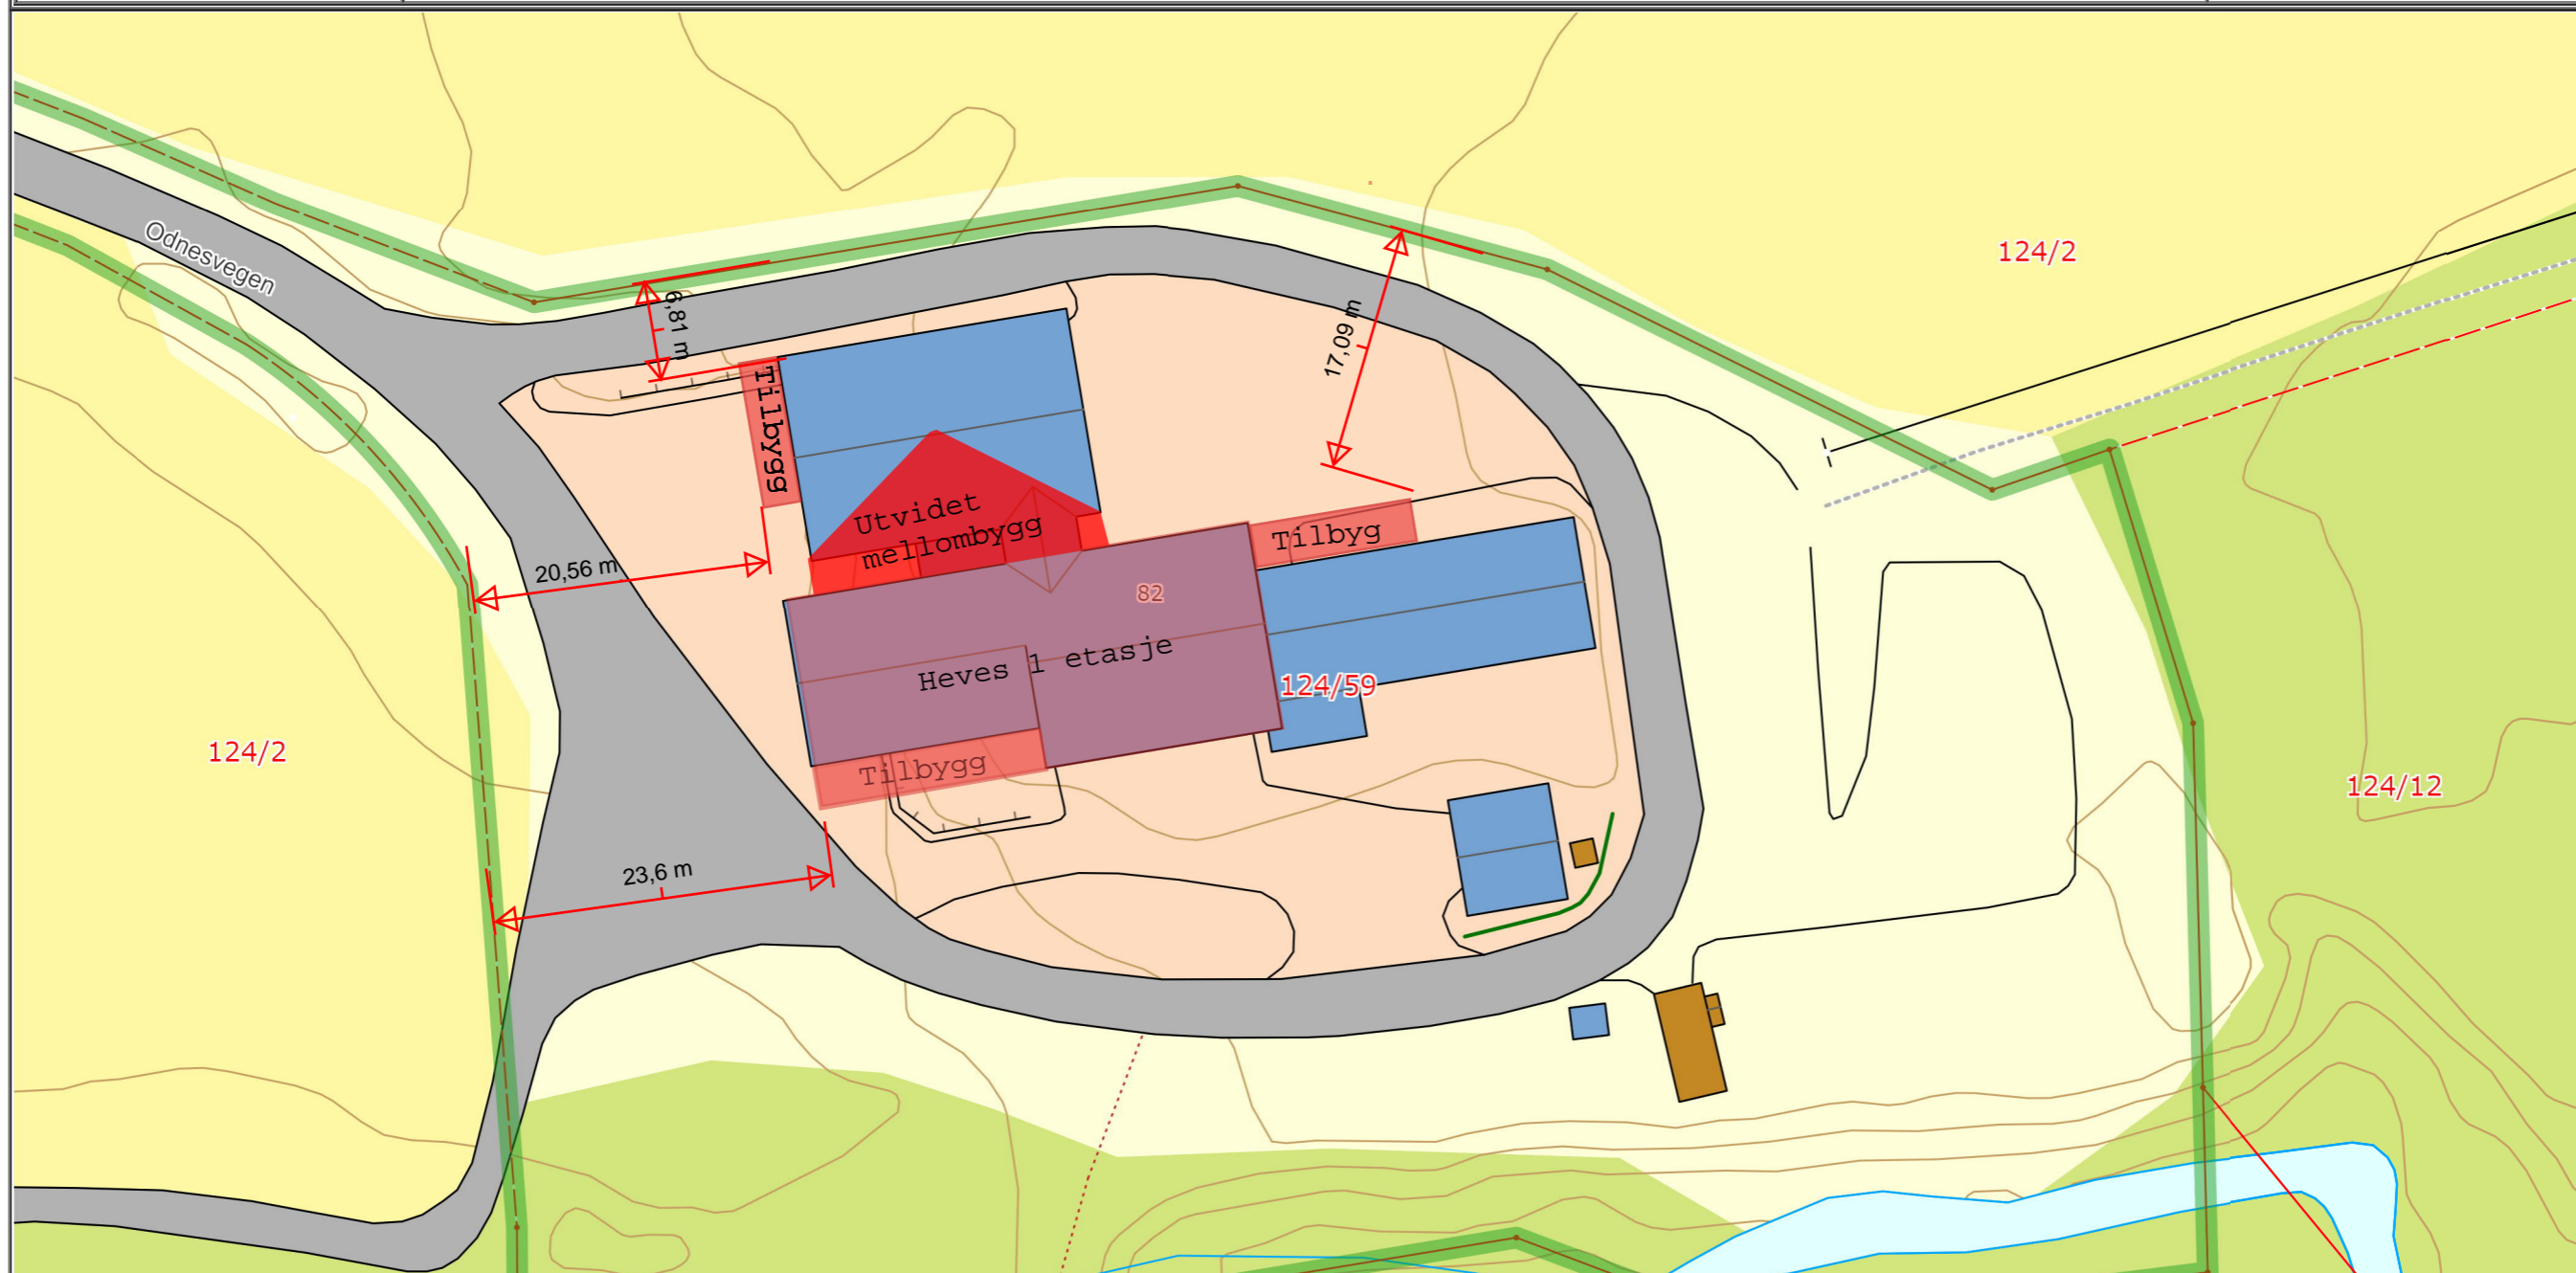 Odnesvegen
124/2
6,81 m
17,09 m
Tilbygg
Utvidet
mellombygg
Tilbyg
20,56 m
82
Heves 1 etasje
124/59
124/2
Tilbygg
124/12
23,6 m